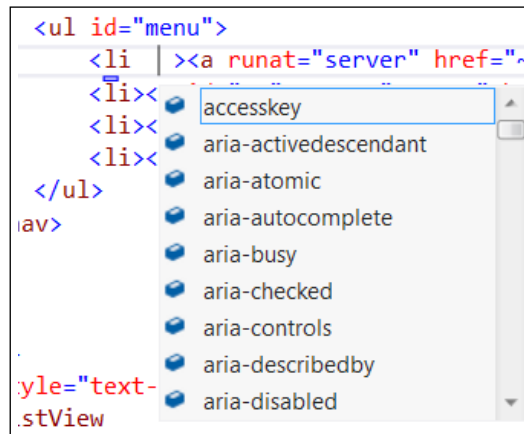 <ul id="menu">
<li ><a runat="server" href="~
<li><
<li><
<li><
</ul>
av>
yle="text-
stView
accesskey
aria-activedescendant
aria-atomic
aria-autocomplete
aria-busy
aria-checked
aria-controls
aria-describedby
aria-disabled